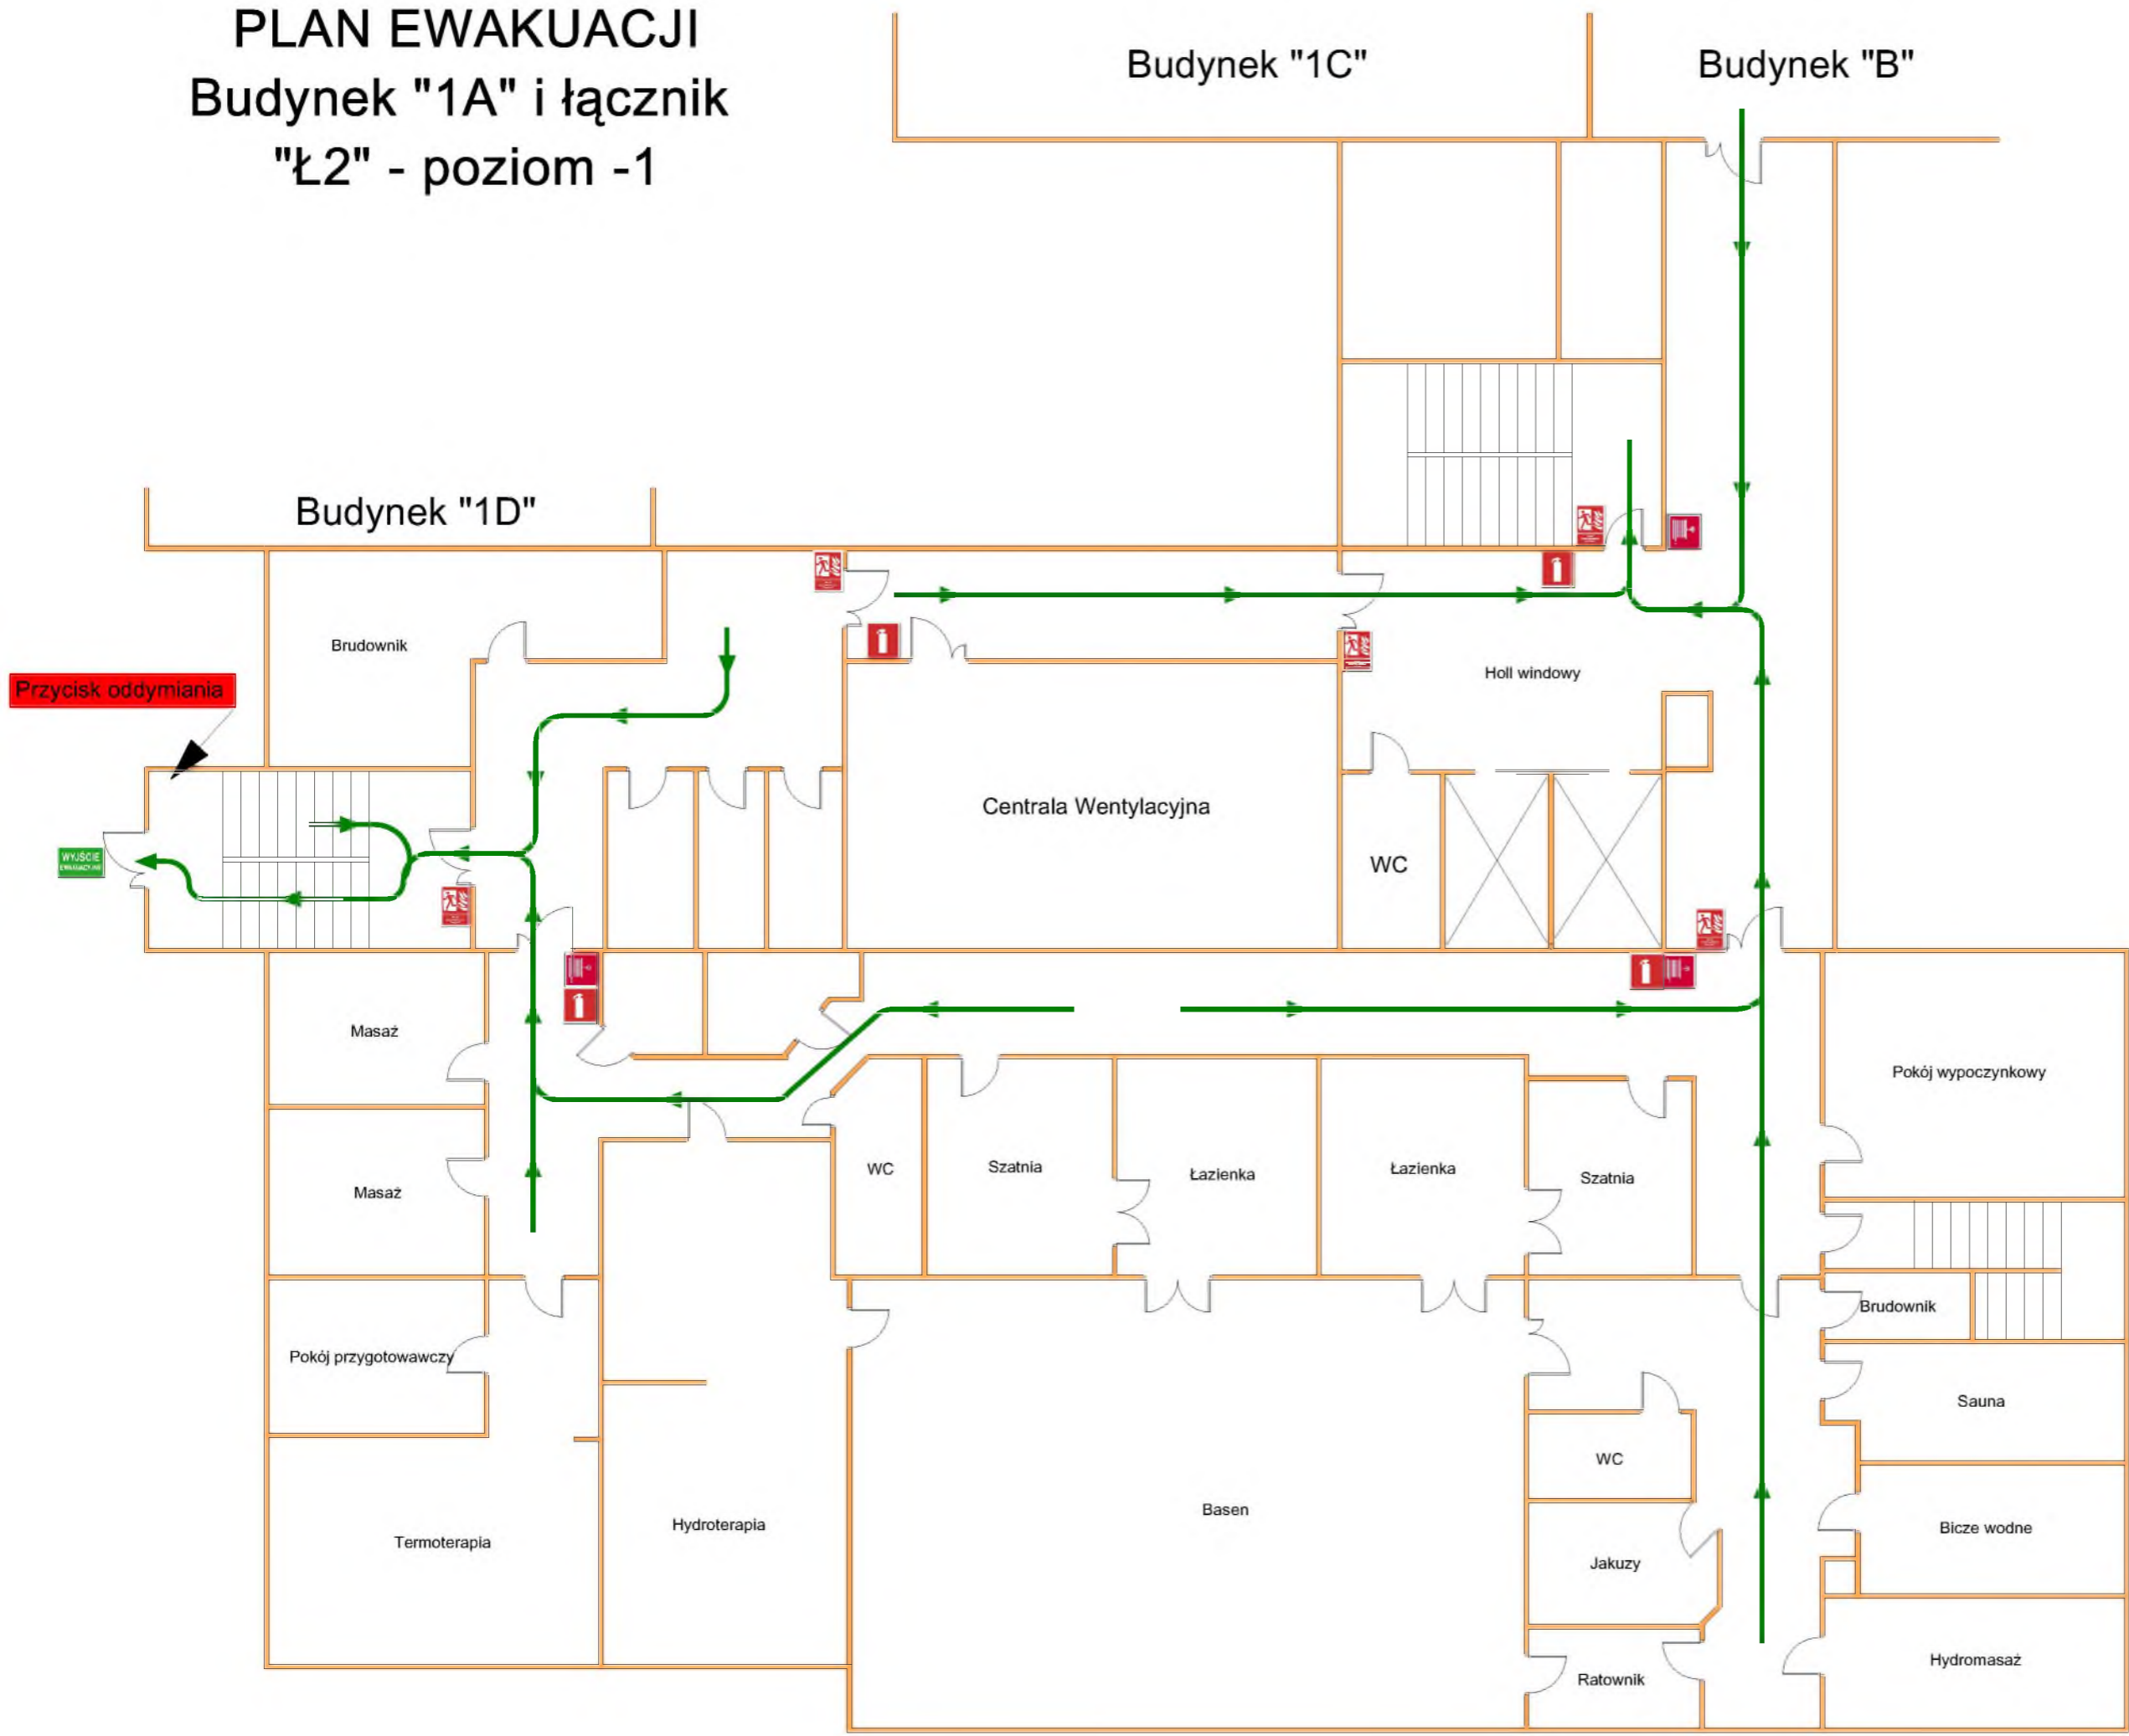 PLAN EWAKUACJI
Budynek "1A" i łącznik
"Ł2" - poziom -1
Budynek "1C"
Budynek "B"
Budynek "1D"
Brudownik
Przycisk oddymiania
Holl windowy
Centrala Wentylacyjna
WC
WYJŚCIE
EWAKUACYJNE
Masaż
Pokój wypoczynkowy
Masaż
WC
Szatnia
Łazienka
Łazienka
Szatnia
Brudownik
Pokój przygotowawczy
Sauna
WC
Basen
Hydroterapia
Bicze wodne
Termoterapia
Jakuzy
Hydromasaż
Ratownik